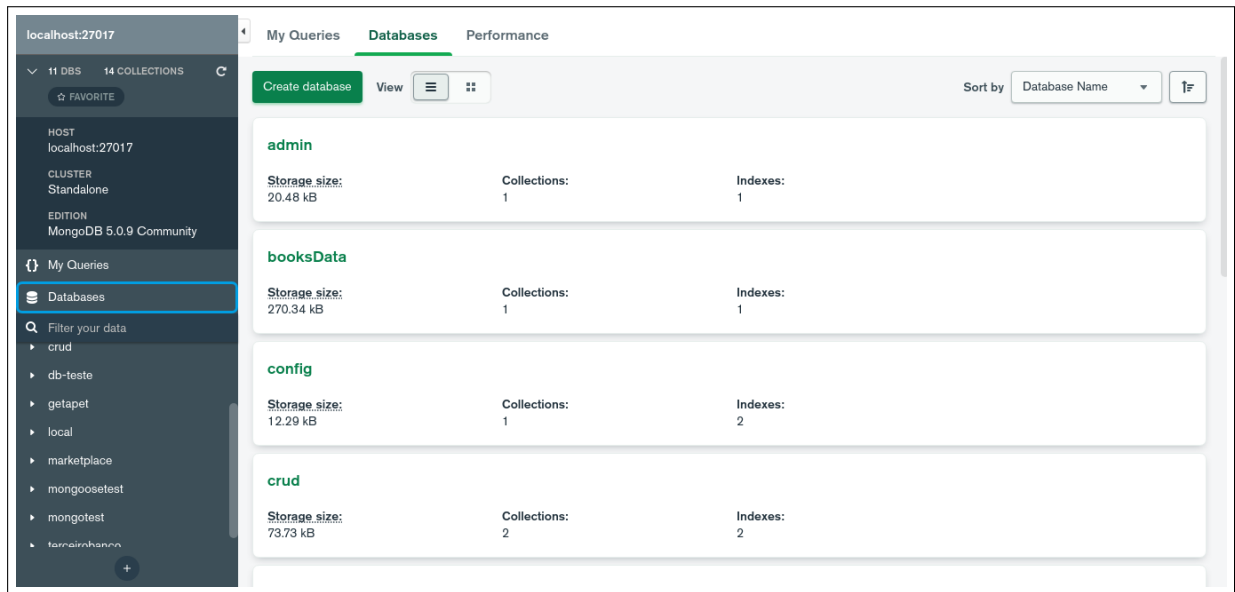 localhost:27017
11 DBS 14 COLLECTIONS
FAVORITE
HOST
localhost:27017
CLUSTER
Standalone
EDITION
MongoDB 5.0.9 Community
{} My Queries
Databases
Filter your data
crud
db-teste
getapet
local
marketplace
mongoosetest
mongotest
terceirobanco
+
My Queries Databases Performance
Create database View Sort by Database Name
admin
Storage size: Collections: Indexes:
20.48 kB 1 1
booksData
Storage size: Collections: Indexes:
270.34 kB 1 1
config
Storage size: Collections: Indexes:
12.29 kB 1 2
crud
Storage size: Collections: Indexes:
73.73 kB 2 2